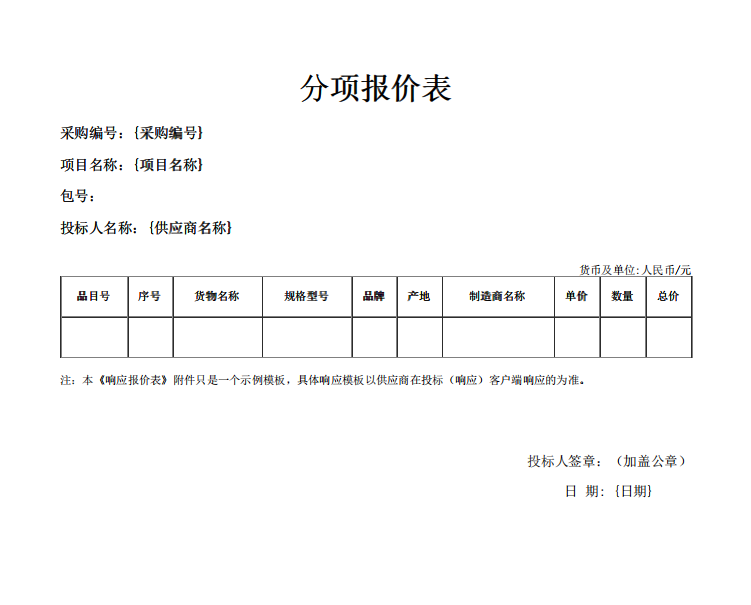 分项报价表
采购编号：{采购编号}
项目名称：{项目名称}
包号：
投标人名称：{供应商名称}
货币及单位:人民币/元
品目号 序号 货物名称 规格型号 品牌 产地 制造商名称 单价 数量 总价
注：本《响应报价表》附件只是一个示例模板，具体响应模板以供应商在投标（响应）客户端响应的为准。
投标人签章：（加盖公章）
日 期：{日期}